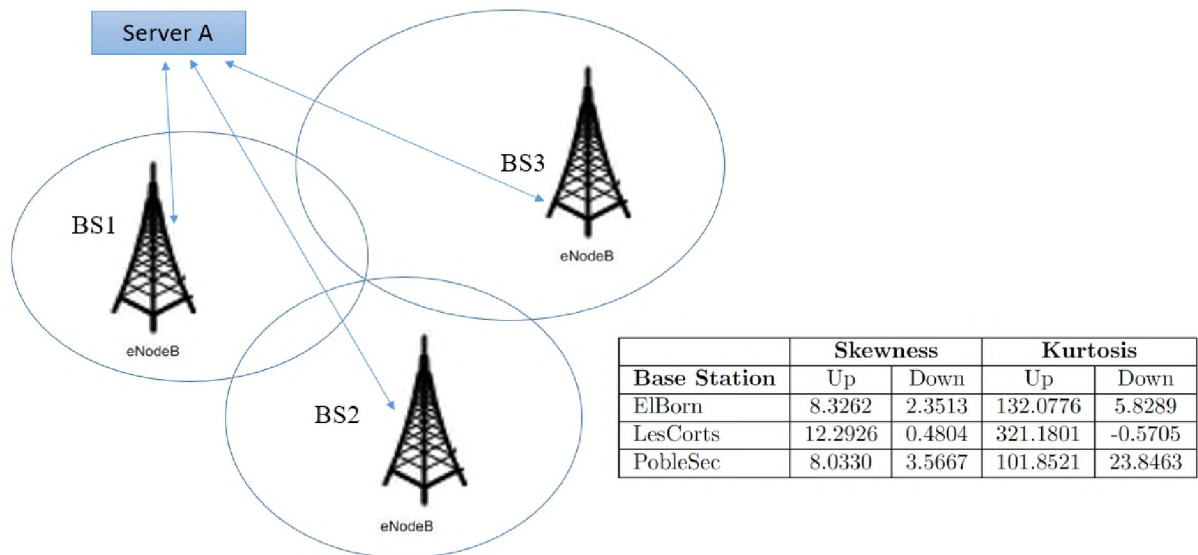 Server A
BS3
eNodeB
BS1
eNodeB
BS2
eNodeB
Skewness Kurtosis
Base Station Up Down Up Down
ElBorn 8.3262 2.3513 132.0776 5.8289
LesCorts 12.2926 0.4804 321.1801 -0.5705
PobleSec 8.0330 3.5667 101.8521 23.8463